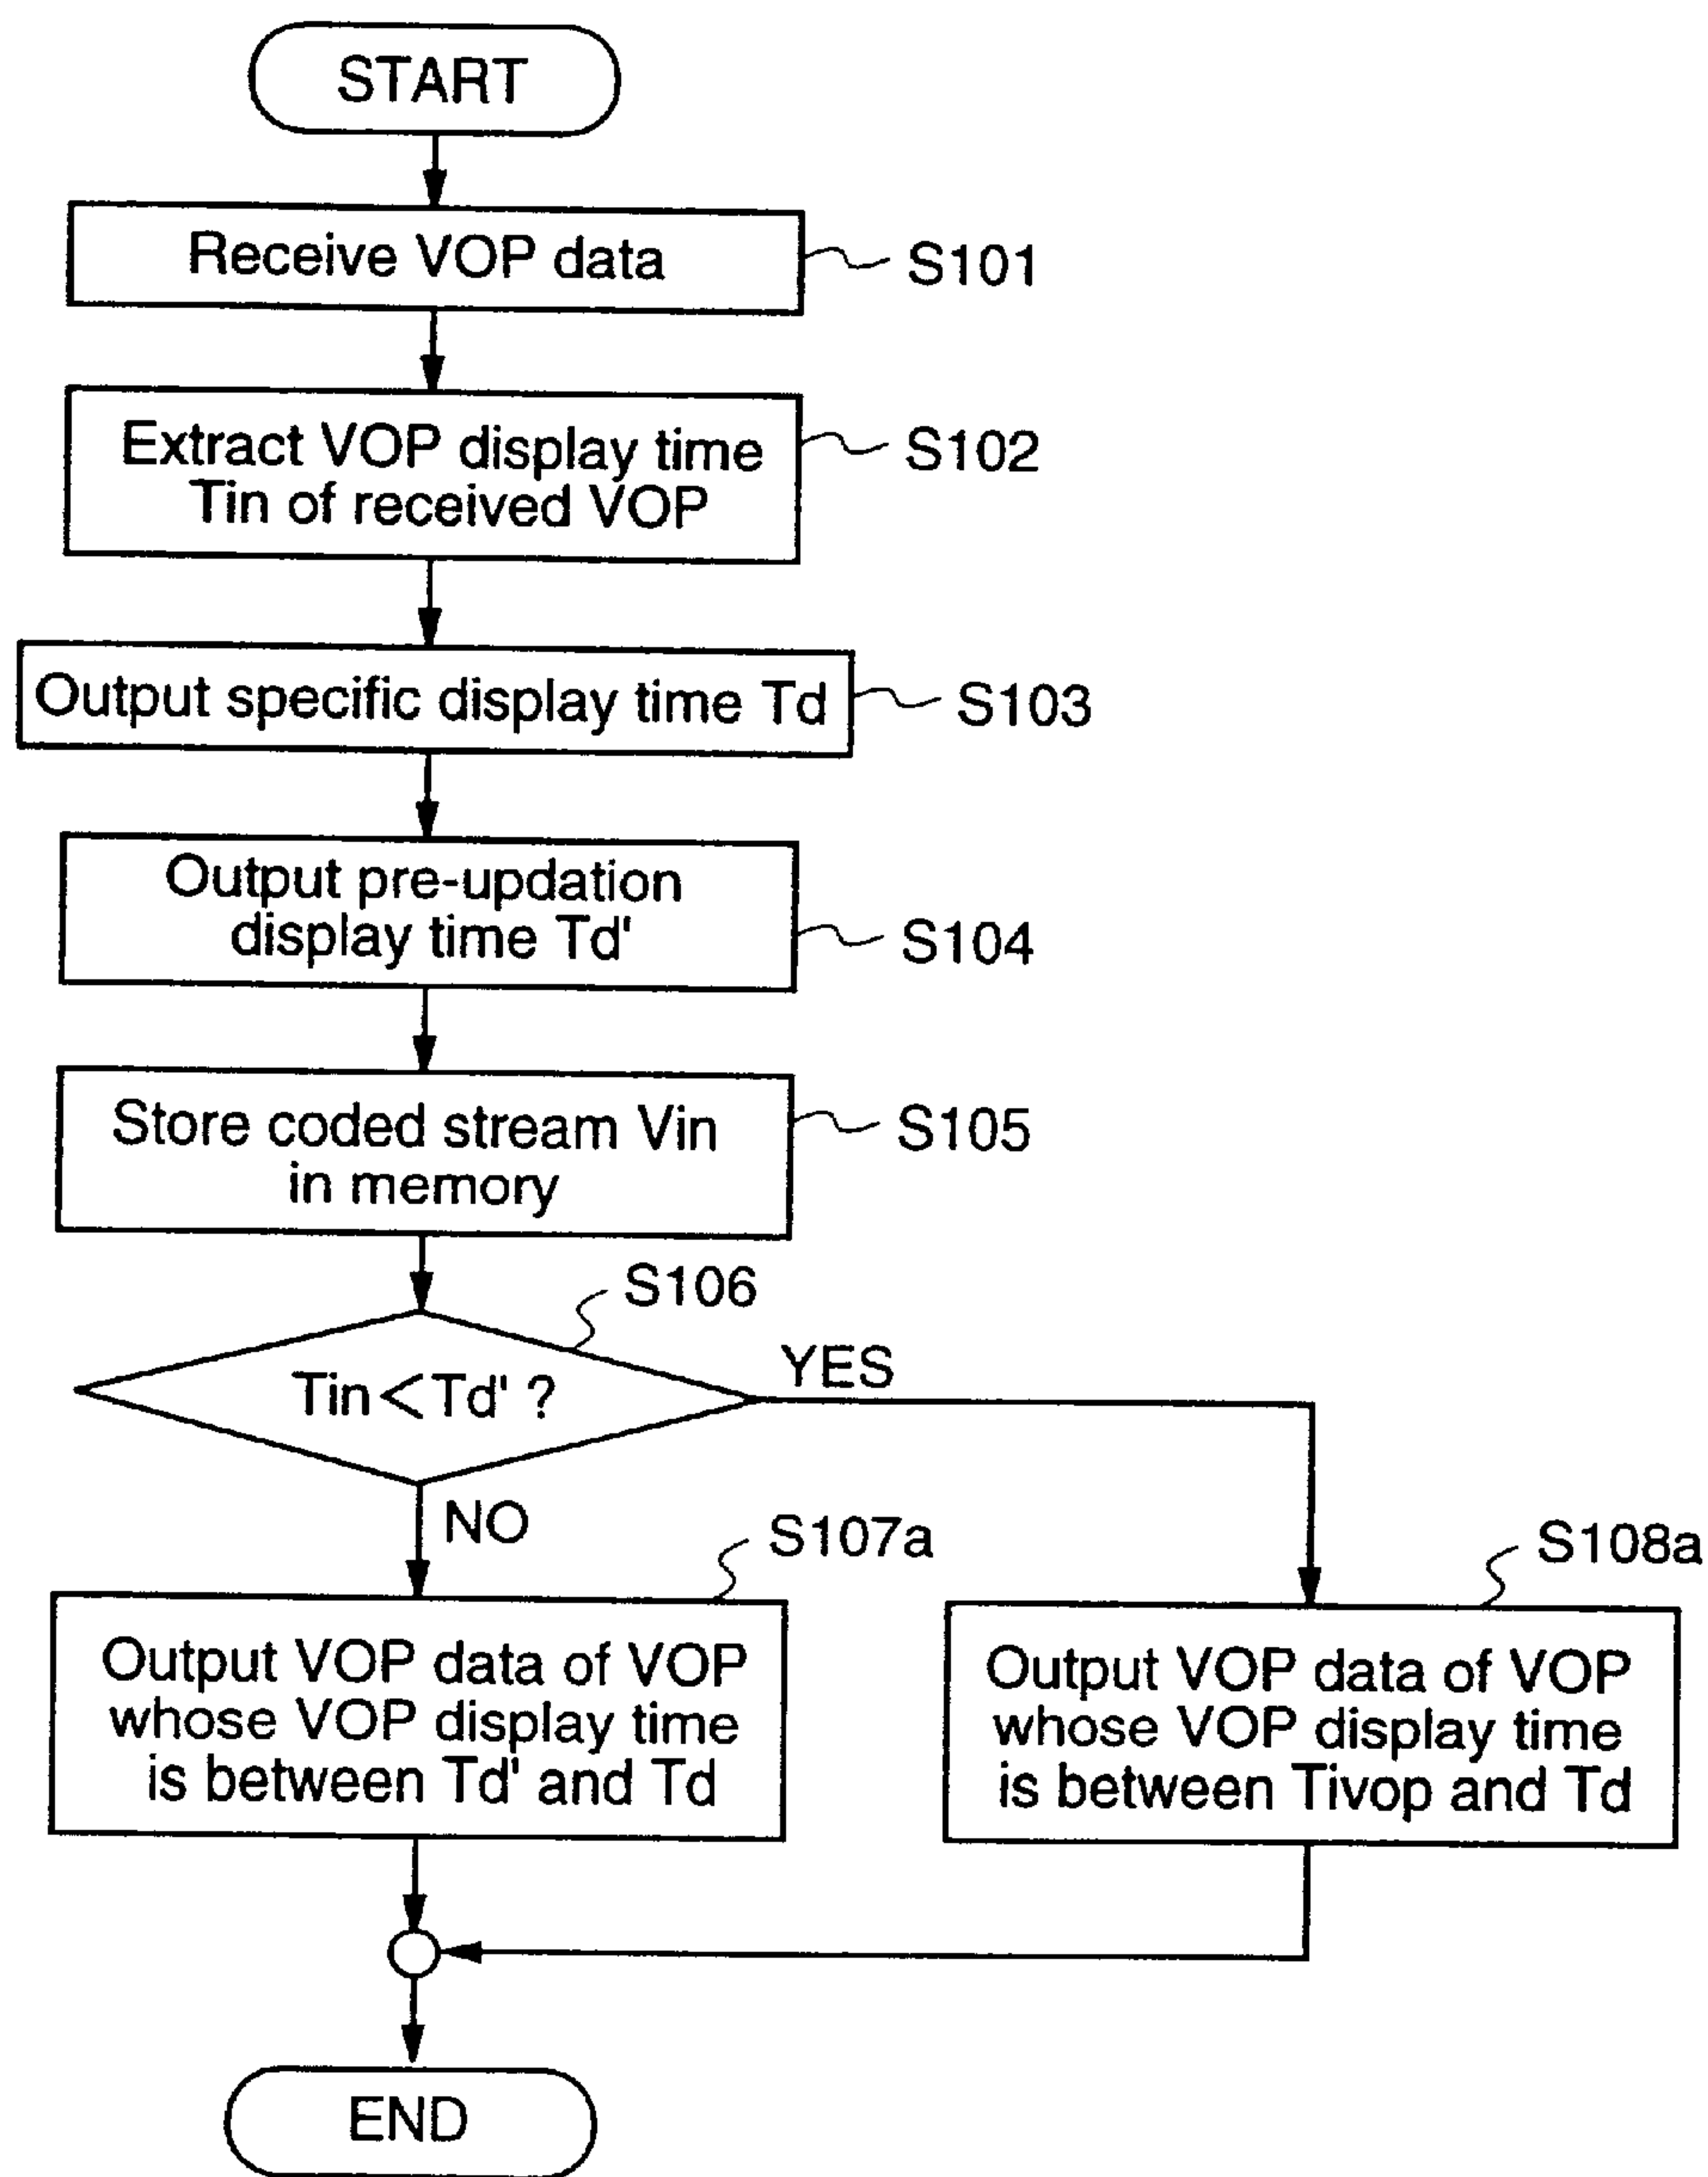 START
Receive VOP data
S101
Extract VOP display time
Tin of received VOP
S102
Output specific display time Td
S103
Output pre-updation
display time Td'
S104
Store coded stream Vin
in memory
S105
S106
Tin<Td' ?
YES
NO
S107a
Output VOP data of VOP
whose VOP display time
is between Td' and Td
S108a
Output VOP data of VOP
whose VOP display time
is between Tivop and Td
END